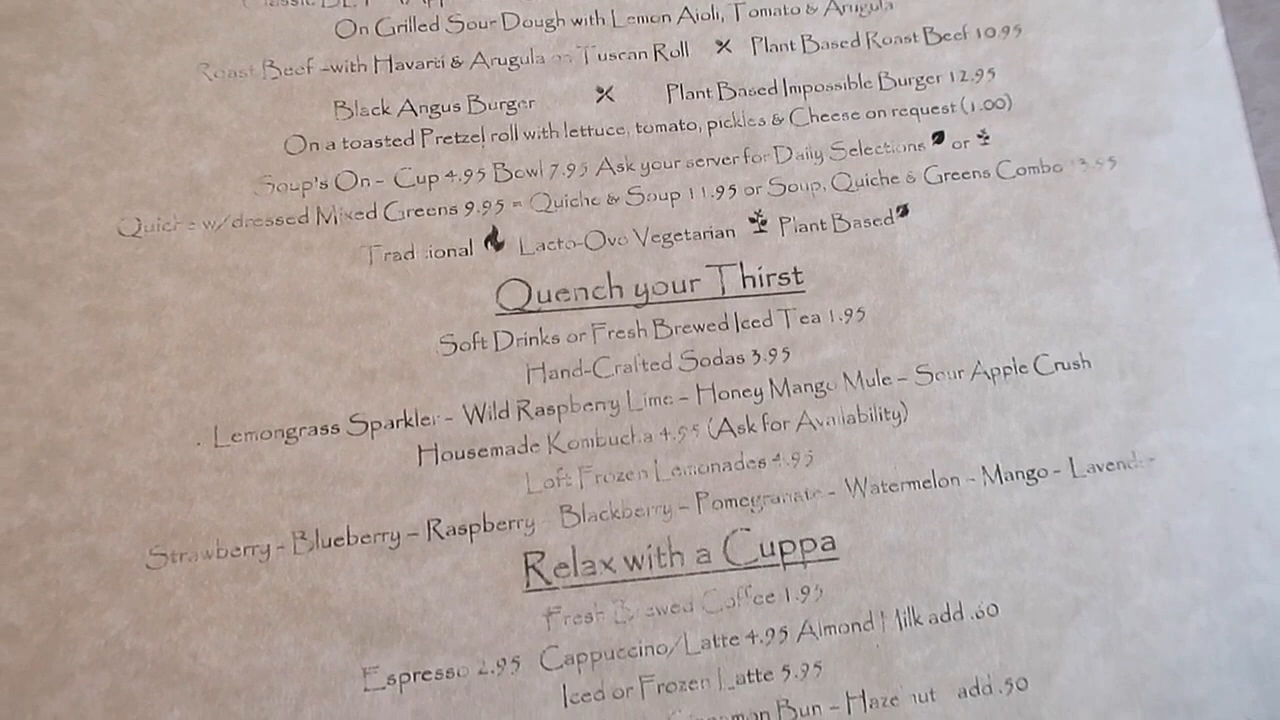 On Grilled Sour Dough with Lemon Aioli, Tomato & Arugula
Roast Beef -with Havarti & Arugula on Tuscan Roll Plant Based Roast Beef 10.95
Black Angus Burger Plant Based Impossible Burger 12.95
On a toasted Pretzel roll with lettuce, tomato, pickles & Cheese on request (1.00)
Soup's On - Cup 4.95 Bowl 7.95 Ask your server for Daily Selections or
Quiche w/dressed Mixed Greens 9.95 = Quiche & Soup 11.95 or Soup, Quiche & Greens Combo 13.95
Traditional Lacto-Ovo Vegetarian Plant Based
Quench your Thirst
Soft Drinks or Fresh Brewed Iced Tea 1.95
Hand-Crafted Sodas 3.95
Lemongrass Sparkler - Wild Raspberry Lime - Honey Mango Mule - Sour Apple Crush
Housemade Kombucha 4.95 (Ask for Availability)
Loft Frozen Lemonades 4.95
Strawberry - Blueberry - Raspberry Blackberry - Pomegranate - Watermelon - Mango - Lavender
Relax with a Cuppa
Fresh Brewed Coffee 1.95
Espresso 2.95 Cappuccino/Latte 4.95 Almond Milk add .60
Iced or Frozen Latte 5.95
Bun - Hazelnut add .50